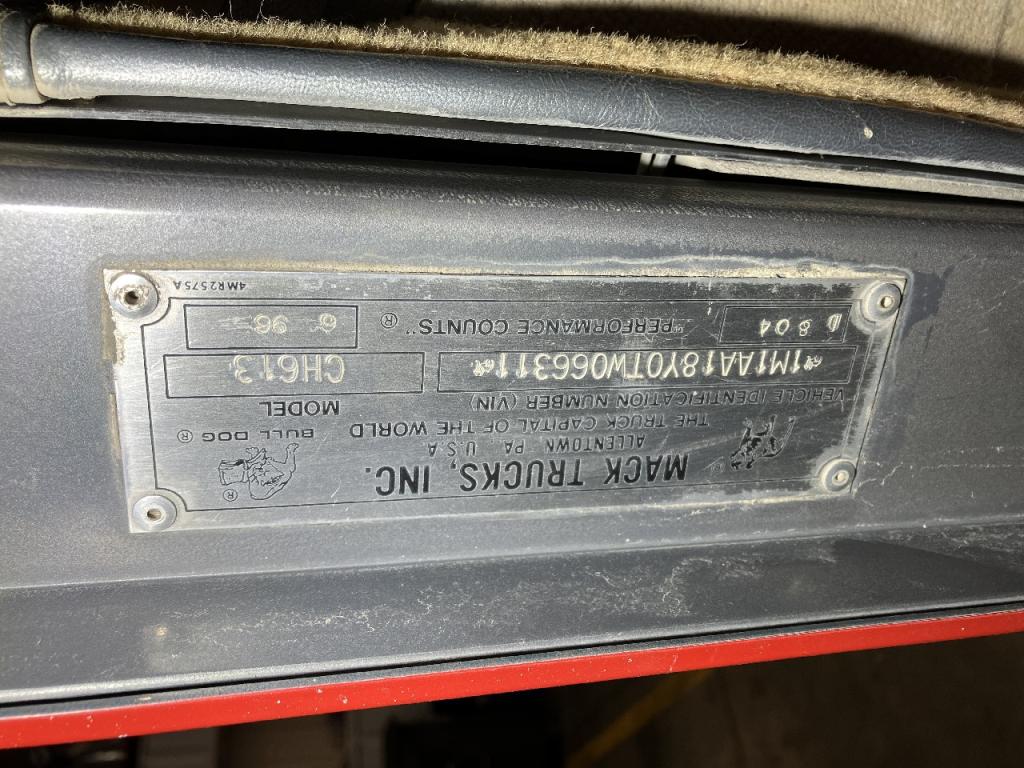 MACK TRUCKS, INC.
ALLENTOWN, PA, U.S.A
THE TRUCK CAPITAL OF THE WORLD
BULL DOG ®
®
VEHICLE IDENTIFICATION NUMBER (VIN)
MODEL
1M1AA18Y0TW066311
CH613
D 804
"PERFORMANCE COUNTS" ®
6 96
4MR2575A